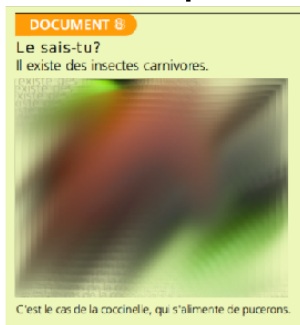 DOCUMENT 8
Le sais-tu?
Il existe des insectes carnivores.
C'est le cas de la coccinelle, qui s'alimente de pucerons.